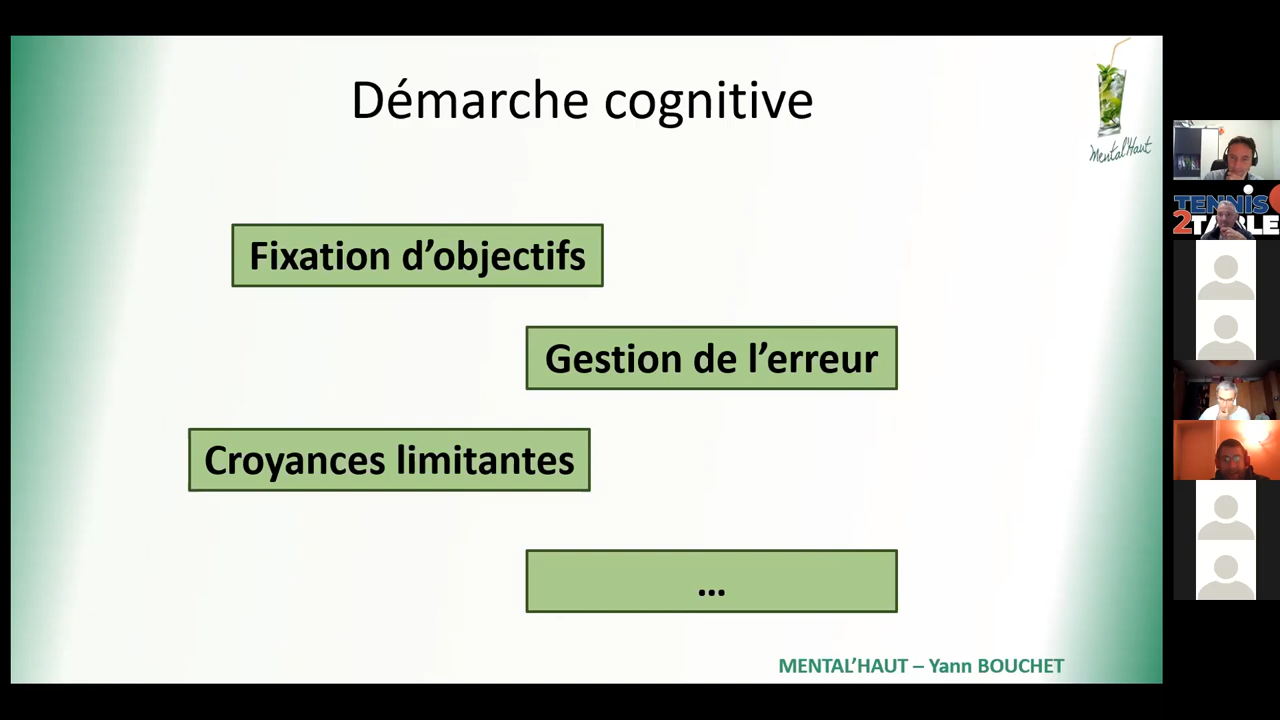 Démarche cognitive
Mental'Haut
Fixation d’objectifs
Gestion de l’erreur
Croyances limitantes
...
MENTAL’HAUT – Yann BOUCHET
TENNIS
2TABLE